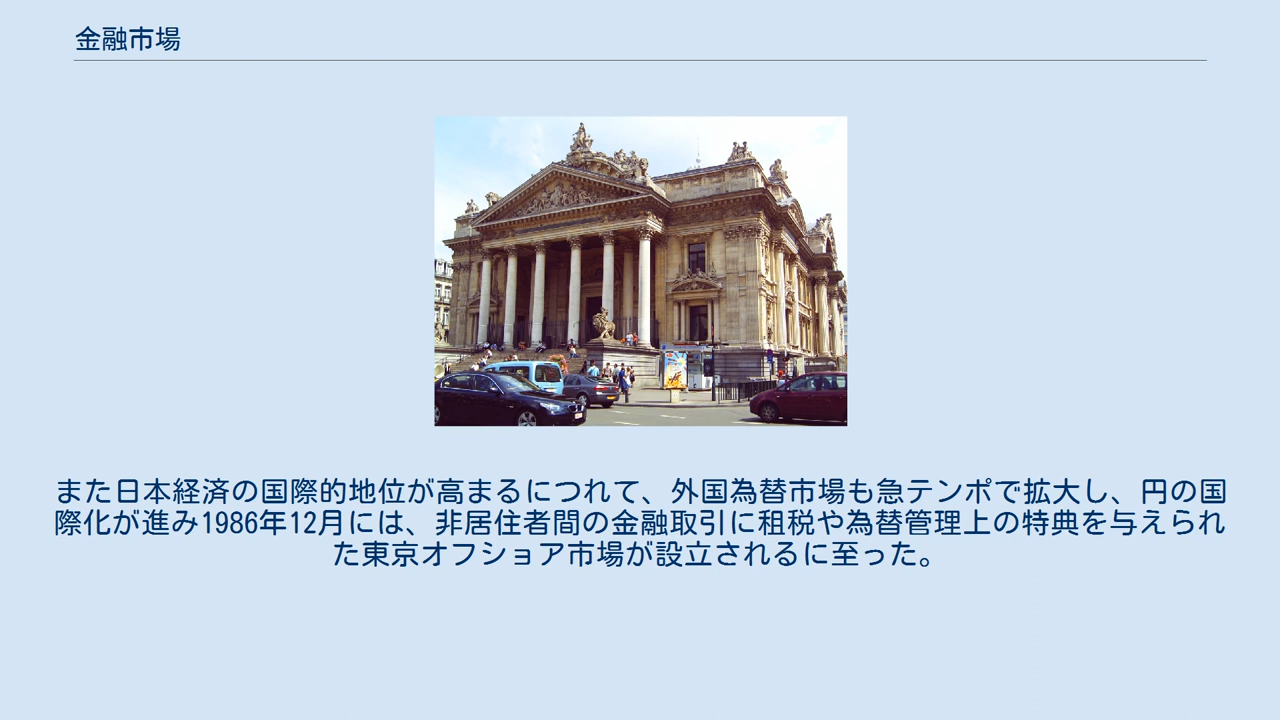 金融市場
また日本経済の国際的地位が高まるにつれて、外国為替市場も急テンポで拡大し、円の国
際化が進み1986年12月には、非居住者間の金融取引に租税や為替管理上の特典を与えられ
た東京オフショア市場が設立されるに至った。